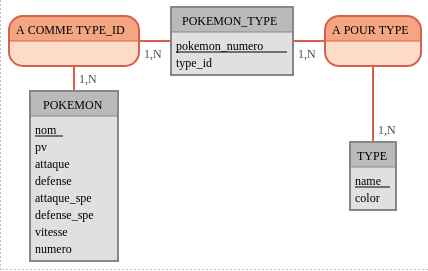 A COMME TYPE_ID
POKEMON_TYPE
A POUR TYPE
pokemon_numero
type_id
1,N
1,N
1,N
1,N
POKEMON
nom
pv
attaque
defense
attaque_spe
defense_spe
vitesse
numero
TYPE
name
color